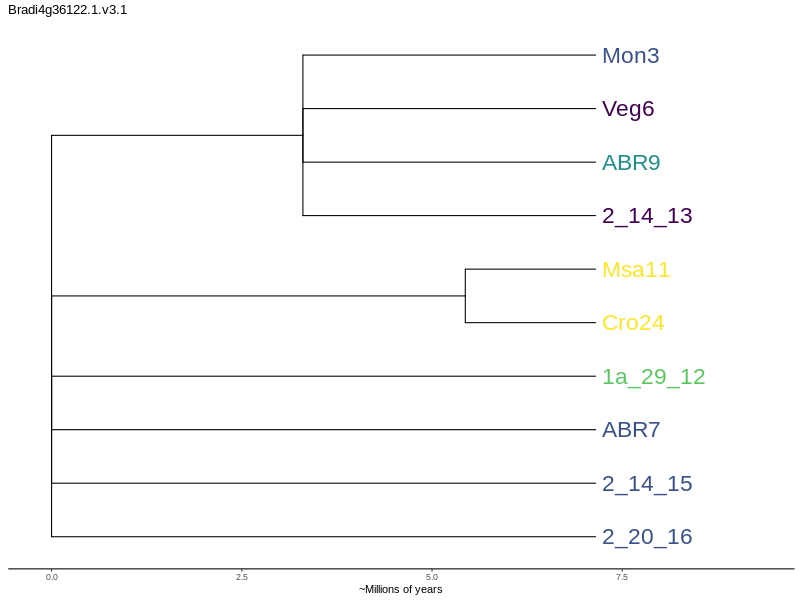 Bradi4g36122.1.v3.1
Mon3
Veg6
ABR9
2_14_13
Msa11
Cro24
1a_29_12
ABR7
2_14_15
2_20_16
0.0 2.5 5.0 7.5
~Millions of years